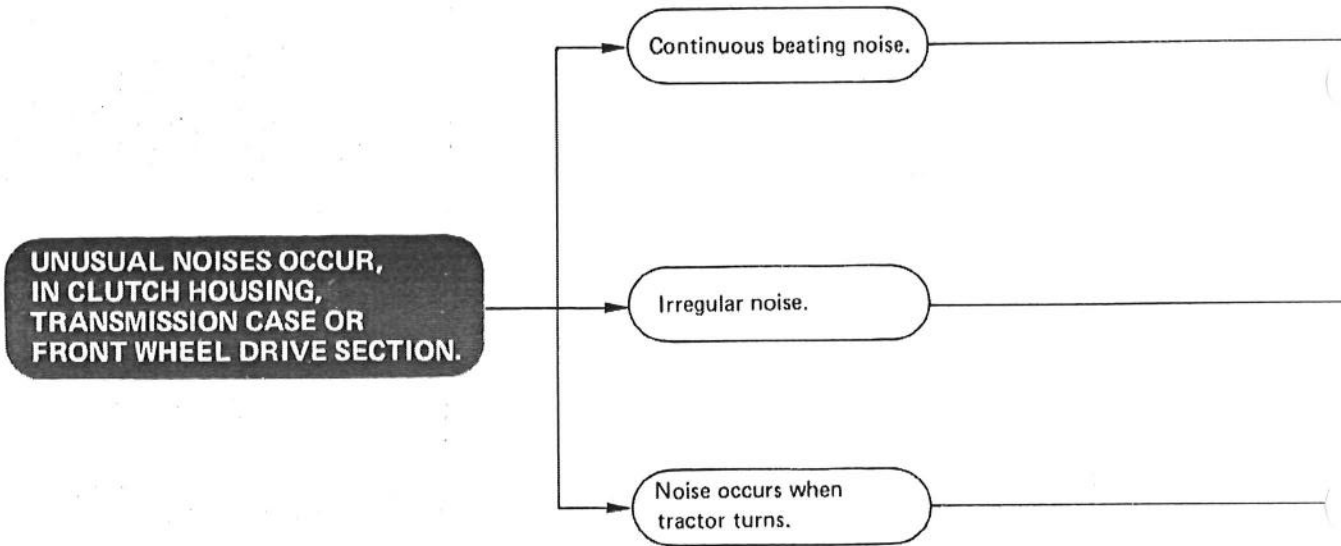 Continuous beating noise.
UNUSUAL NOISES OCCUR,
IN CLUTCH HOUSING,
TRANSMISSION CASE OR
FRONT WHEEL DRIVE SECTION.
Irregular noise.
Noise occurs when
tractor turns.